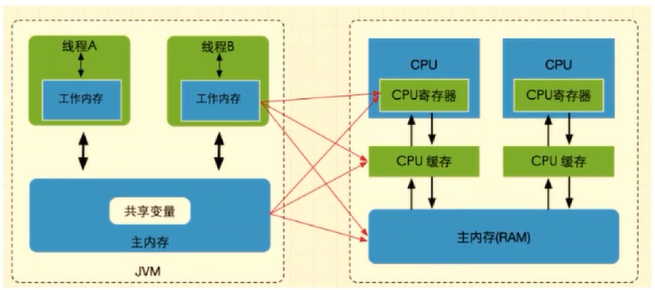 线程A
线程B
工作内存
工作内存
共享变量
主内存
JVM
CPU
CPU
CPU寄存器
CPU寄存器
CPU 缓存
CPU 缓存
主内存(RAM)